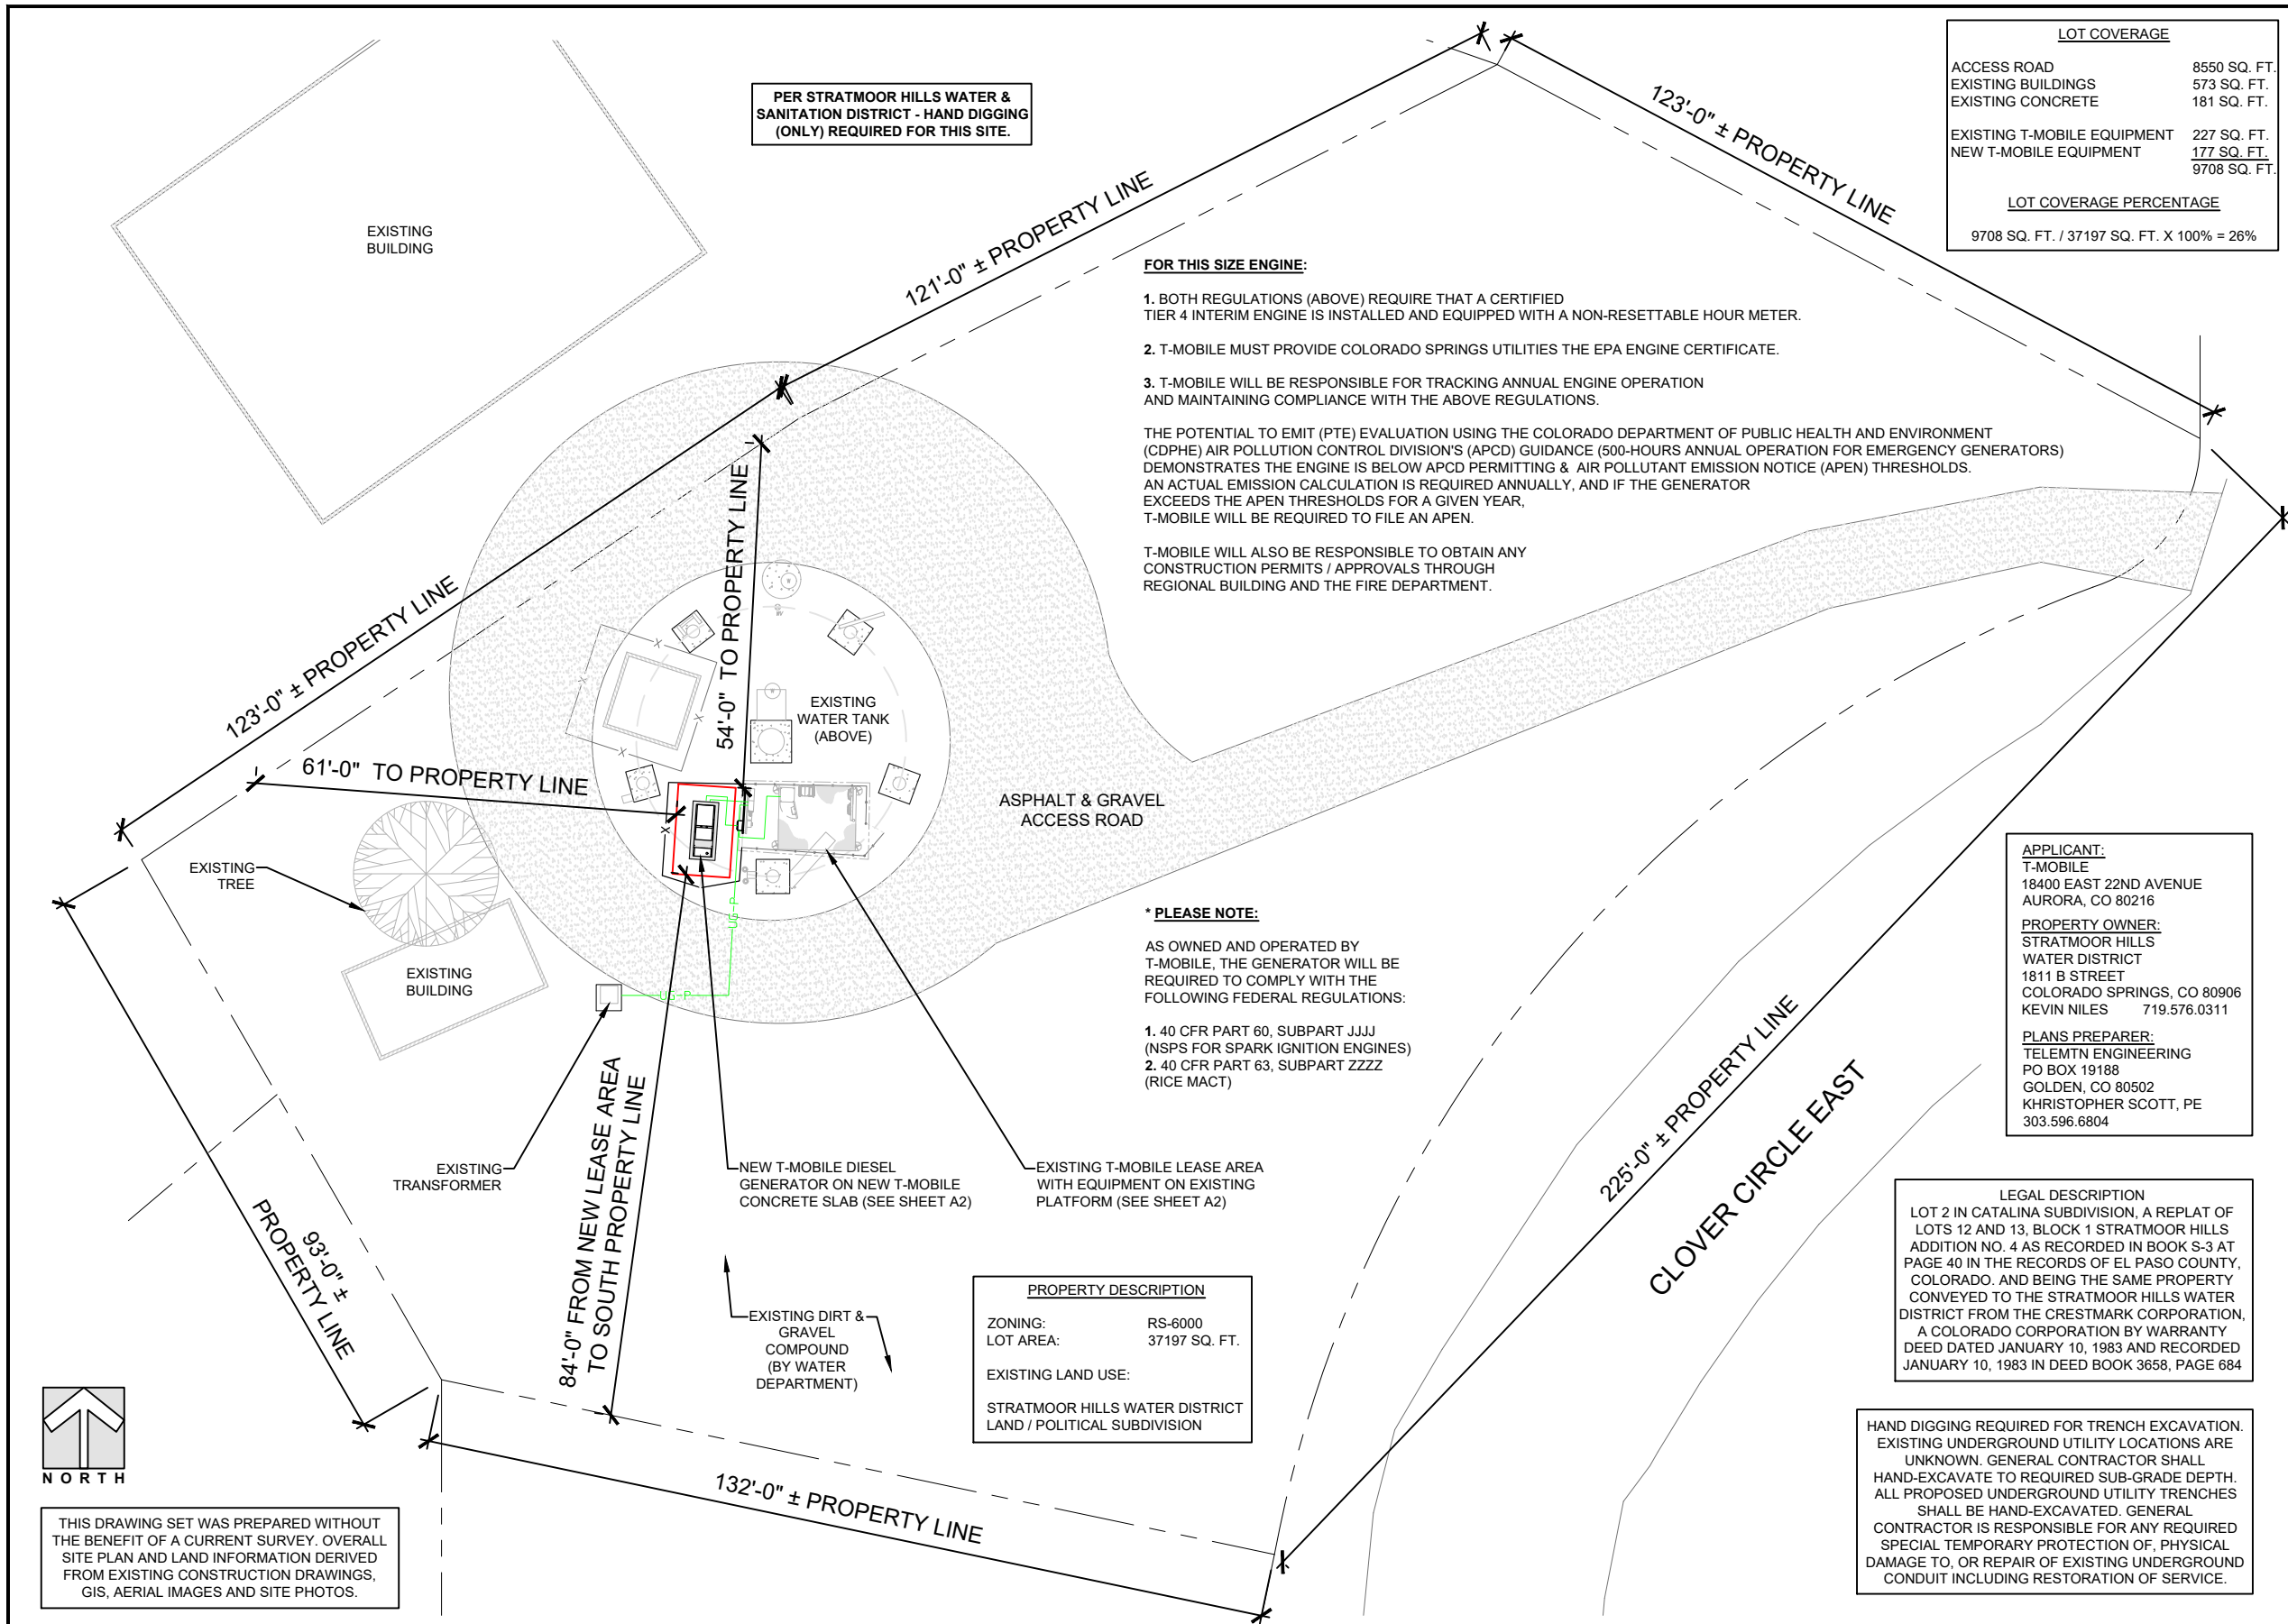 LOT COVERAGE
ACCESS ROAD 8550 SQ. FT.
EXISTING BUILDINGS 573 SQ. FT.
EXISTING CONCRETE 181 SQ. FT.
EXISTING T-MOBILE EQUIPMENT 227 SQ. FT.
NEW T-MOBILE EQUIPMENT 177 SQ. FT.
9708 SQ. FT.
LOT COVERAGE PERCENTAGE
9708 SQ. FT. / 37197 SQ. FT. X 100% = 26%
PER STRATMOOR HILLS WATER &
SANITATION DISTRICT - HAND DIGGING
(ONLY) REQUIRED FOR THIS SITE.
123'-0" ± PROPERTY LINE
121'-0" ± PROPERTY LINE
EXISTING
BUILDING
FOR THIS SIZE ENGINE:
1. BOTH REGULATIONS (ABOVE) REQUIRE THAT A CERTIFIED
TIER 4 INTERIM ENGINE IS INSTALLED AND EQUIPPED WITH A NON-RESETTABLE HOUR METER.
2. T-MOBILE MUST PROVIDE COLORADO SPRINGS UTILITIES THE EPA ENGINE CERTIFICATE.
3. T-MOBILE WILL BE RESPONSIBLE FOR TRACKING ANNUAL ENGINE OPERATION
AND MAINTAINING COMPLIANCE WITH THE ABOVE REGULATIONS.
THE POTENTIAL TO EMIT (PTE) EVALUATION USING THE COLORADO DEPARTMENT OF PUBLIC HEALTH AND ENVIRONMENT
(CDPHE) AIR POLLUTION CONTROL DIVISION'S (APCD) GUIDANCE (500-HOURS ANNUAL OPERATION FOR EMERGENCY GENERATORS)
DEMONSTRATES THE ENGINE IS BELOW APCD PERMITTING & AIR POLLUTANT EMISSION NOTICE (APEN) THRESHOLDS.
AN ACTUAL EMISSION CALCULATION IS REQUIRED ANNUALLY, AND IF THE GENERATOR
EXCEEDS THE APEN THRESHOLDS FOR A GIVEN YEAR,
T-MOBILE WILL BE REQUIRED TO FILE AN APEN.
T-MOBILE WILL ALSO BE RESPONSIBLE TO OBTAIN ANY
CONSTRUCTION PERMITS / APPROVALS THROUGH
REGIONAL BUILDING AND THE FIRE DEPARTMENT.
123'-0" ± PROPERTY LINE
54'-0" TO PROPERTY LINE
61'-0" TO PROPERTY LINE
EXISTING
WATER TANK
(ABOVE)
X
X
X
X
X
ASPHALT & GRAVEL
ACCESS ROAD
EXISTING
TREE
EXISTING
BUILDING
UG-P
UG-P
* PLEASE NOTE:
AS OWNED AND OPERATED BY
T-MOBILE, THE GENERATOR WILL BE
REQUIRED TO COMPLY WITH THE
FOLLOWING FEDERAL REGULATIONS:
1. 40 CFR PART 60, SUBPART JJJJ
(NSPS FOR SPARK IGNITION ENGINES)
2. 40 CFR PART 63, SUBPART ZZZZ
(RICE MACT)
APPLICANT:
T-MOBILE
18400 EAST 22ND AVENUE
AURORA, CO 80216
PROPERTY OWNER:
STRATMOOR HILLS
WATER DISTRICT
1811 B STREET
COLORADO SPRINGS, CO 80906
KEVIN NILES 719.576.0311
PLANS PREPARER:
TELEMTN ENGINEERING
PO BOX 19188
GOLDEN, CO 80502
KHRISTOPHER SCOTT, PE
303.596.6804
225'-0" ± PROPERTY LINE
CLOVER CIRCLE EAST
EXISTING
TRANSFORMER
84'-0" FROM NEW LEASE AREA
TO SOUTH PROPERTY LINE
NEW T-MOBILE DIESEL
GENERATOR ON NEW T-MOBILE
CONCRETE SLAB (SEE SHEET A2)
EXISTING T-MOBILE LEASE AREA
WITH EQUIPMENT ON EXISTING
PLATFORM (SEE SHEET A2)
93'-0" ±
PROPERTY LINE
EXISTING DIRT &
GRAVEL
COMPOUND
(BY WATER
DEPARTMENT)
PROPERTY DESCRIPTION
ZONING: RS-6000
LOT AREA: 37197 SQ. FT.
EXISTING LAND USE:
STRATMOOR HILLS WATER DISTRICT
LAND / POLITICAL SUBDIVISION
LEGAL DESCRIPTION
LOT 2 IN CATALINA SUBDIVISION, A REPLAT OF
LOTS 12 AND 13, BLOCK 1 STRATMOOR HILLS
ADDITION NO. 4 AS RECORDED IN BOOK S-3 AT
PAGE 40 IN THE RECORDS OF EL PASO COUNTY,
COLORADO. AND BEING THE SAME PROPERTY
CONVEYED TO THE STRATMOOR HILLS WATER
DISTRICT FROM THE CRESTMARK CORPORATION,
A COLORADO CORPORATION BY WARRANTY
DEED DATED JANUARY 10, 1983 AND RECORDED
JANUARY 10, 1983 IN DEED BOOK 3658, PAGE 684
NORTH
132'-0" ± PROPERTY LINE
THIS DRAWING SET WAS PREPARED WITHOUT
THE BENEFIT OF A CURRENT SURVEY. OVERALL
SITE PLAN AND LAND INFORMATION DERIVED
FROM EXISTING CONSTRUCTION DRAWINGS,
GIS, AERIAL IMAGES AND SITE PHOTOS.
HAND DIGGING REQUIRED FOR TRENCH EXCAVATION.
EXISTING UNDERGROUND UTILITY LOCATIONS ARE
UNKNOWN. GENERAL CONTRACTOR SHALL
HAND-EXCAVATE TO REQUIRED SUB-GRADE DEPTH.
ALL PROPOSED UNDERGROUND UTILITY TRENCHES
SHALL BE HAND-EXCAVATED. GENERAL
CONTRACTOR IS RESPONSIBLE FOR ANY REQUIRED
SPECIAL TEMPORARY PROTECTION OF, PHYSICAL
DAMAGE TO, OR REPAIR OF EXISTING UNDERGROUND
CONDUIT INCLUDING RESTORATION OF SERVICE.